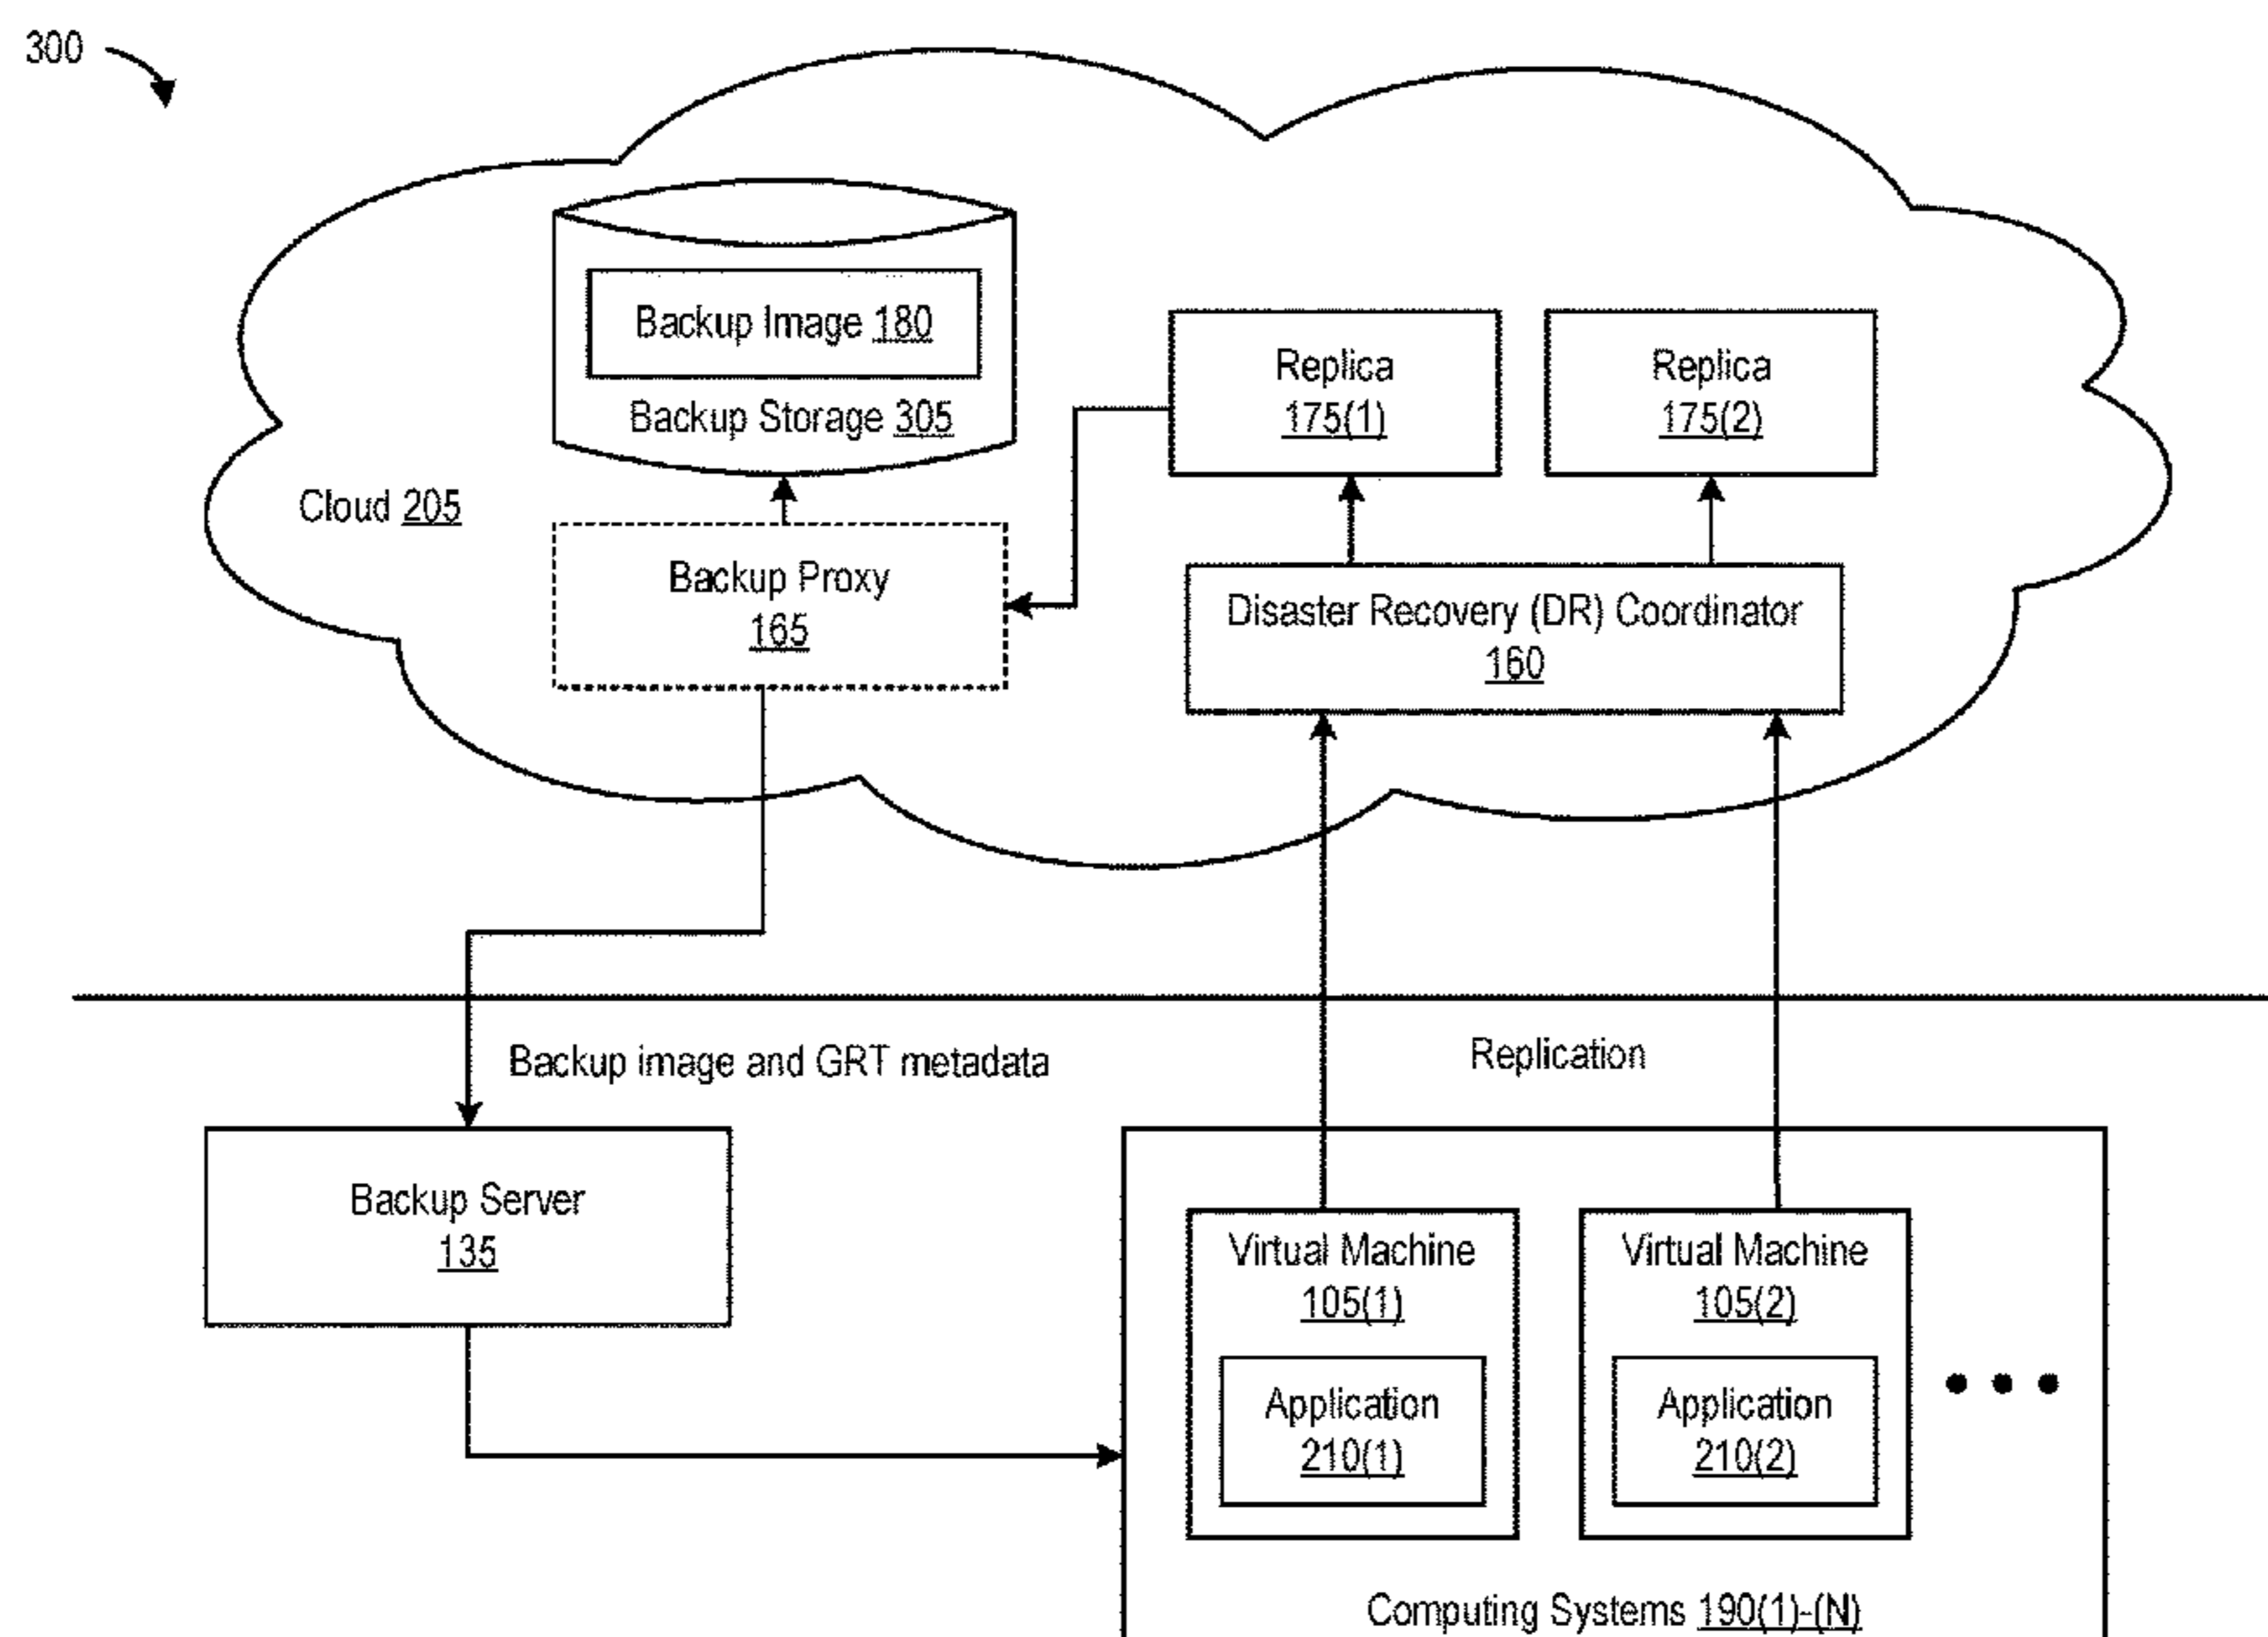 300
Backup Image 180
Backup Storage 305
Replica
175(1)
Replica
175(2)
Cloud 205
Backup Proxy
165
Disaster Recovery (DR) Coordinator
160
Backup image and GRT metadada
Replication
Backup Server
135
Virtual Machine
105(1)
Virtual Machine
105(2)
Application
210(1)
Application
210(2)
Computing Systems 190(1)-(N)